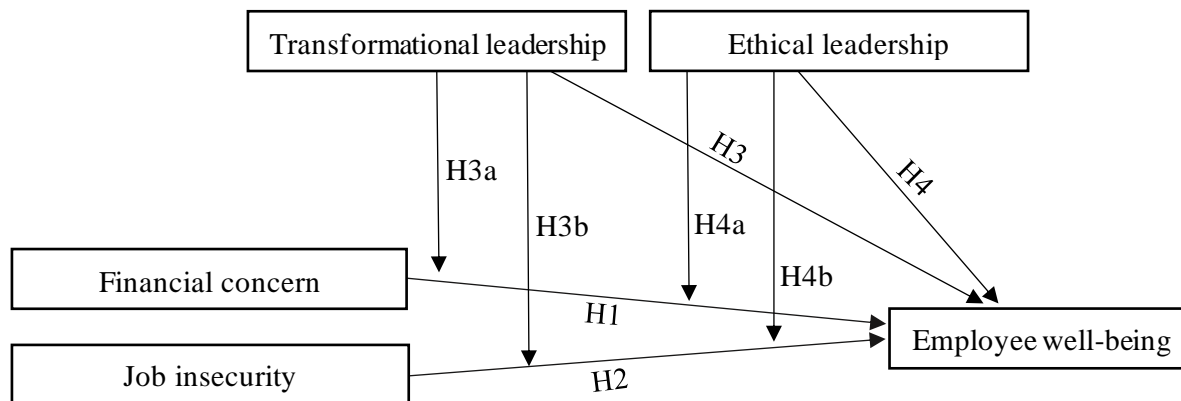 Transformational leadership
Ethical leadership
H3
H4
H3a
H3b
H4a
H4b
Financial concern
H1
Employee well-being
Job insecurity
H2